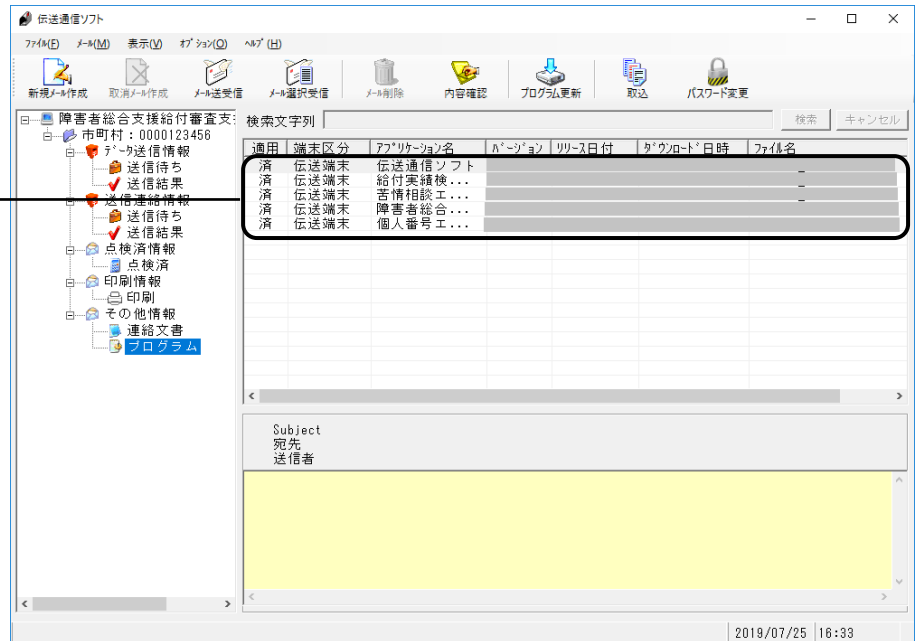 伝送通信ソフト
ファイル(F) メール(M) 表示(V) オプション(O) ヘルプ(H)
新規メール作成 取消メール作成 メール送受信 メール選択受信 メール削除 内容確認 プログラム更新 取込 パスワード変更
障害者総合支援給付審査支
市町村：0000123456
データ送信情報
送信待ち
送信結果
送信連絡情報
送信待ち
送信結果
点検済情報
点検済
印刷情報
印刷
その他情報
連絡文書
プログラム
検索文字列 検索 キャンセル
適用 端末区分 アプリケーション名 バージョン リリース日付 ダウンロード日時 ファイル名
済 伝送端末 伝送通信ソフト
済 伝送端末 給付実績検...
済 伝送端末 苦情相談エ...
済 伝送端末 障害者総合...
済 伝送端末 個人番号エ...
Subject
宛先
送信者
2019/07/25 16:33